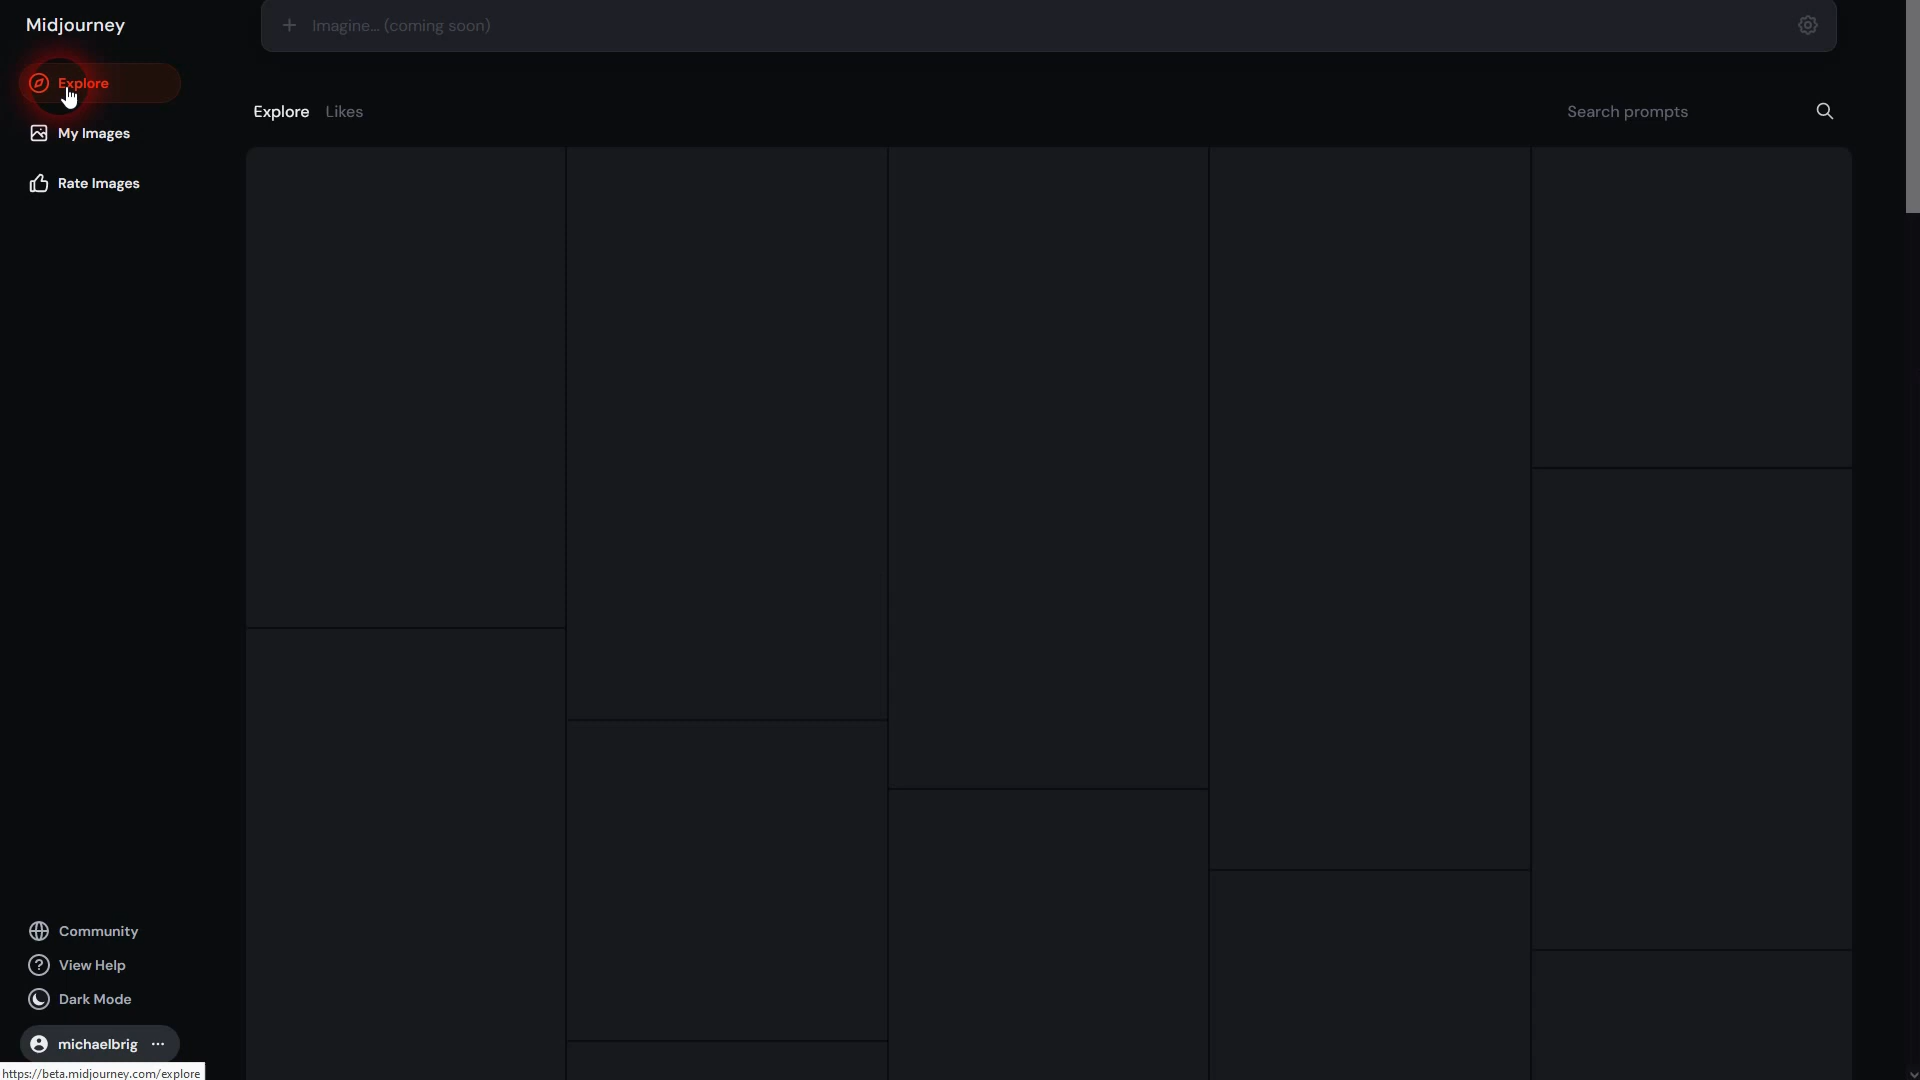 Midjourney
Imagine... (coming soon)
Explore
My Images
Rate Images
Explore Likes
Search prompts
Community
View Help
Dark Mode
michaelbrig ...
https://beta.midjourney.com/explore